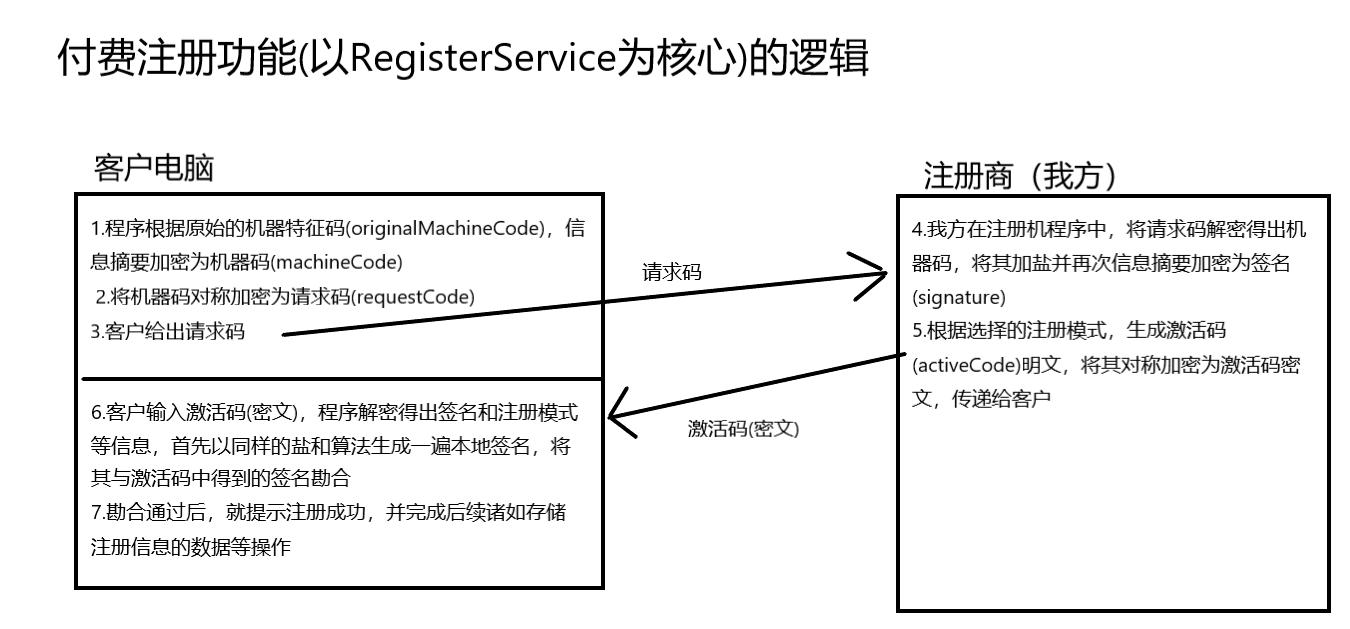 付费注册功能(以RegisterService为核心)的逻辑
客户电脑
1.程序根据原始的机器特征码(originalMachineCode)，信
息摘要加密为机器码(machineCode)
2.将机器码对称加密为请求码(requestCode)
3.客户给出请求码
请求码
注册商（我方）
4.我方在注册机程序中，将请求码解密得出机
器码，将其加盐并再次信息摘要加密为签名
(signature)
5.根据选择的注册模式，生成激活码
(activeCode)明文，将其对称加密为激活码密
文，传递给客户
激活码(密文)
6.客户输入激活码(密文)，程序解密得出签名和注册模式
等信息，首先以同样的盐和算法生成一遍本地签名，将
其与激活码中得到的签名勘合
7.勘合通过后，就提示注册成功，并完成后续诸如存储
注册信息的数据等操作